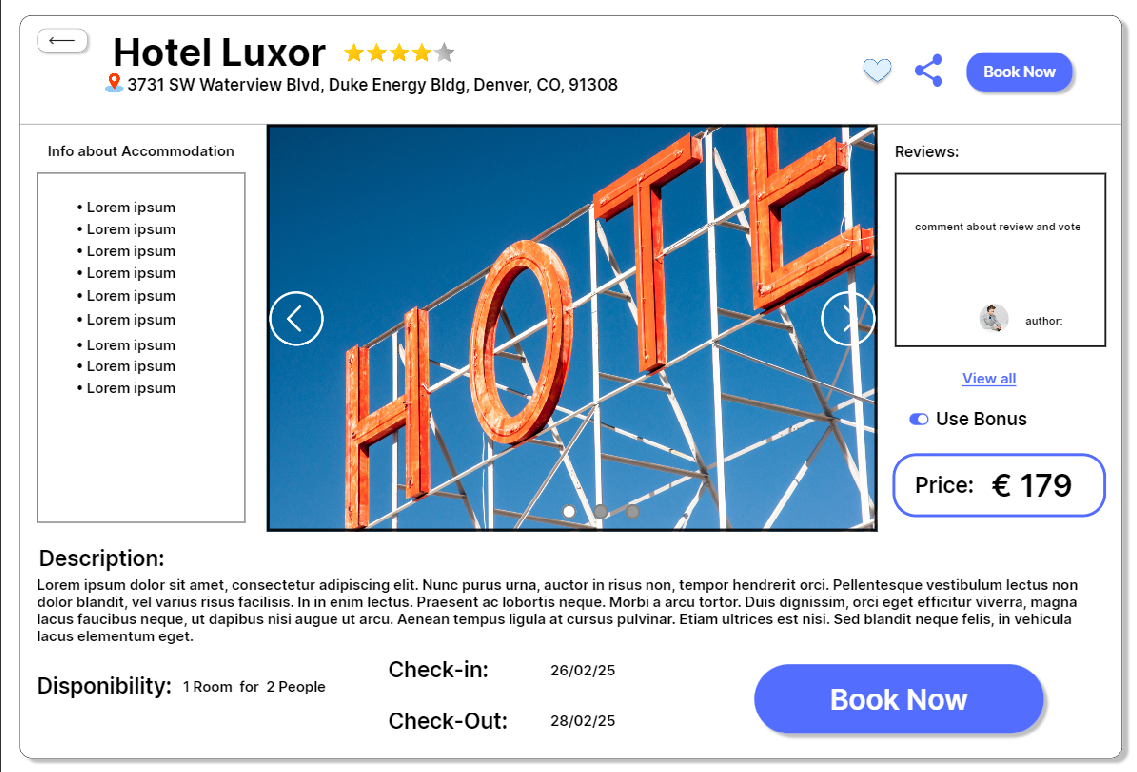 Hotel Luxor
3731 SW Waterview Blvd, Duke Energy Bldg, Denver, CO, 91308
Book Now
Info about Accommodation
• Lorem ipsum
• Lorem ipsum
• Lorem ipsum
• Lorem ipsum
• Lorem ipsum
• Lorem ipsum
• Lorem ipsum
• Lorem ipsum
• Lorem ipsum
HOTE
Reviews:
comment about review and vote
author:
View all
Use Bonus
Price: € 179
Description:
Lorem ipsum dolor sit amet, consectetur adipiscing elit. Nunc purus urna, auctor in risus non, tempor hendrerit orci. Pellentesque vestibulum lectus non
dolor blandit, vel varius risus facilisis. In in enim lectus. Praesent ac lobortis neque. Morbi a arcu tortor. Duis dignissim, orci eget efficitur viverra, magna
lacus faucibus neque, ut dapibus nisi augue ut arcu. Aenean tempus ligula at cursus pulvinar. Etiam ultrices est nisi. Sed blandit neque felis, in vehicula
lacus elementum eget.
Disponibility: 1 Room for 2 People
Check-in: 26/02/25
Check-Out: 28/02/25
Book Now